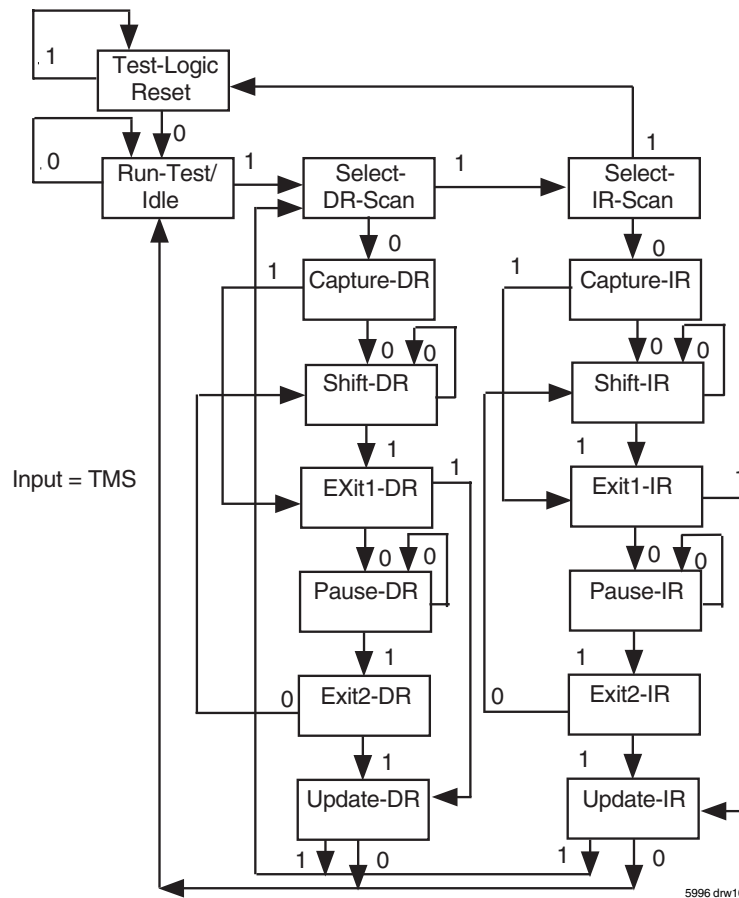 1
Test-Logic
Reset
0
1
0
Run-Test/
Idle
1
Select-
DR-Scan
1
Select-
IR-Scan
0
0
1
Capture-DR
1
Capture-IR
0
0
0
0
Shift-DR
Shift-IR
1
1
Input = TMS
EXit1-DR
1
Exit1-IR
0
0
0
0
Pause-DR
Pause-IR
1
1
0
Exit2-DR
0
Exit2-IR
1
1
Update-DR
Update-IR
1
0
1
0